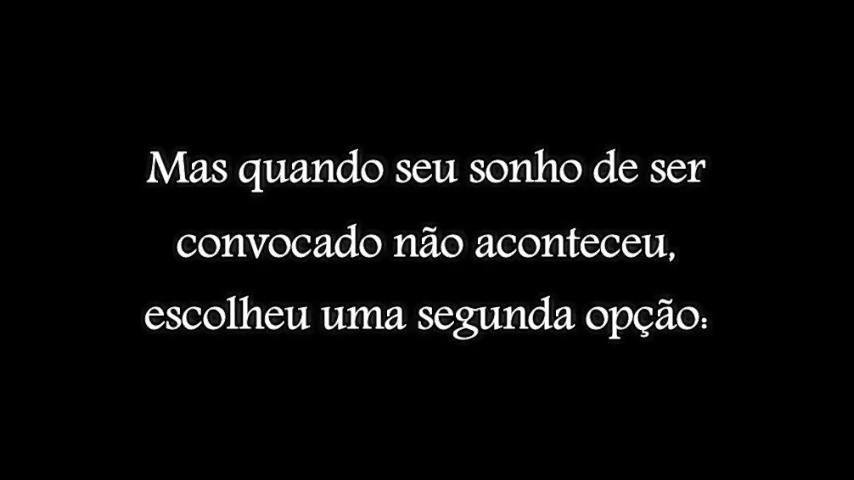 Mas quando seu sonho de ser
convocado não aconteceu,
escolheu uma segunda opção: